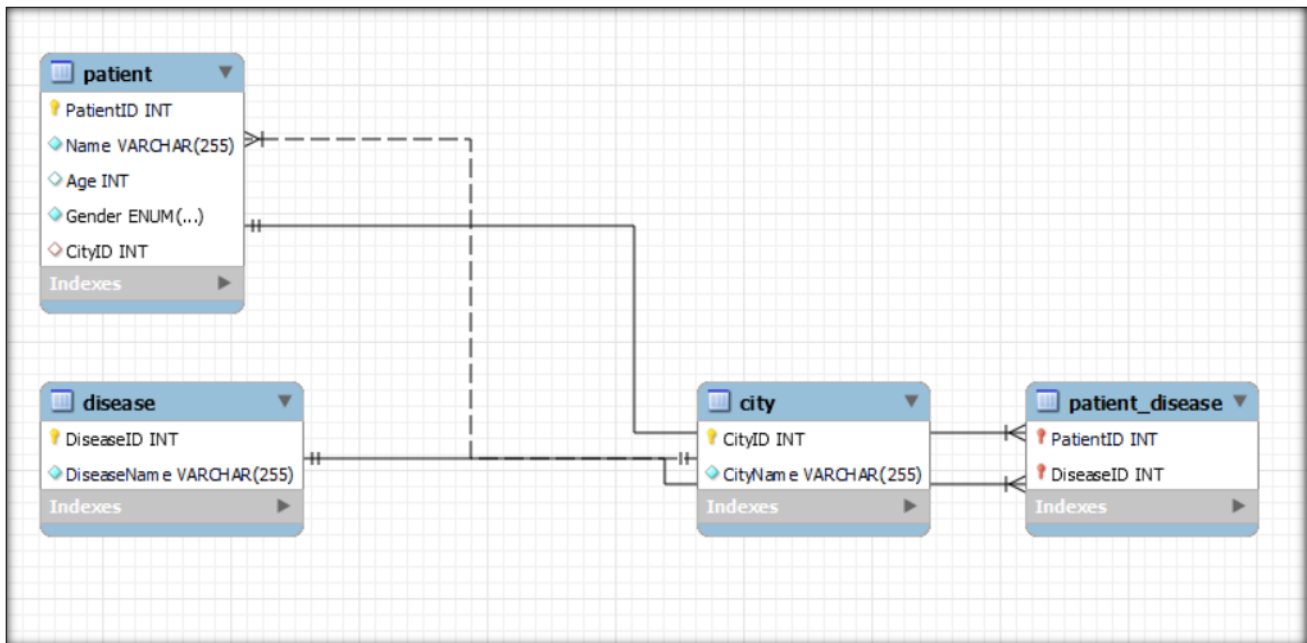 patient
PatientID INT
Name VARCHAR(255)
Age INT
Gender ENUM(...)
CityID INT
Indexes
disease
DiseaseID INT
DiseaseName VARCHAR(255)
Indexes
city
CityID INT
CityName VARCHAR(255)
Indexes
patient_disease
PatientID INT
DiseaseID INT
Indexes